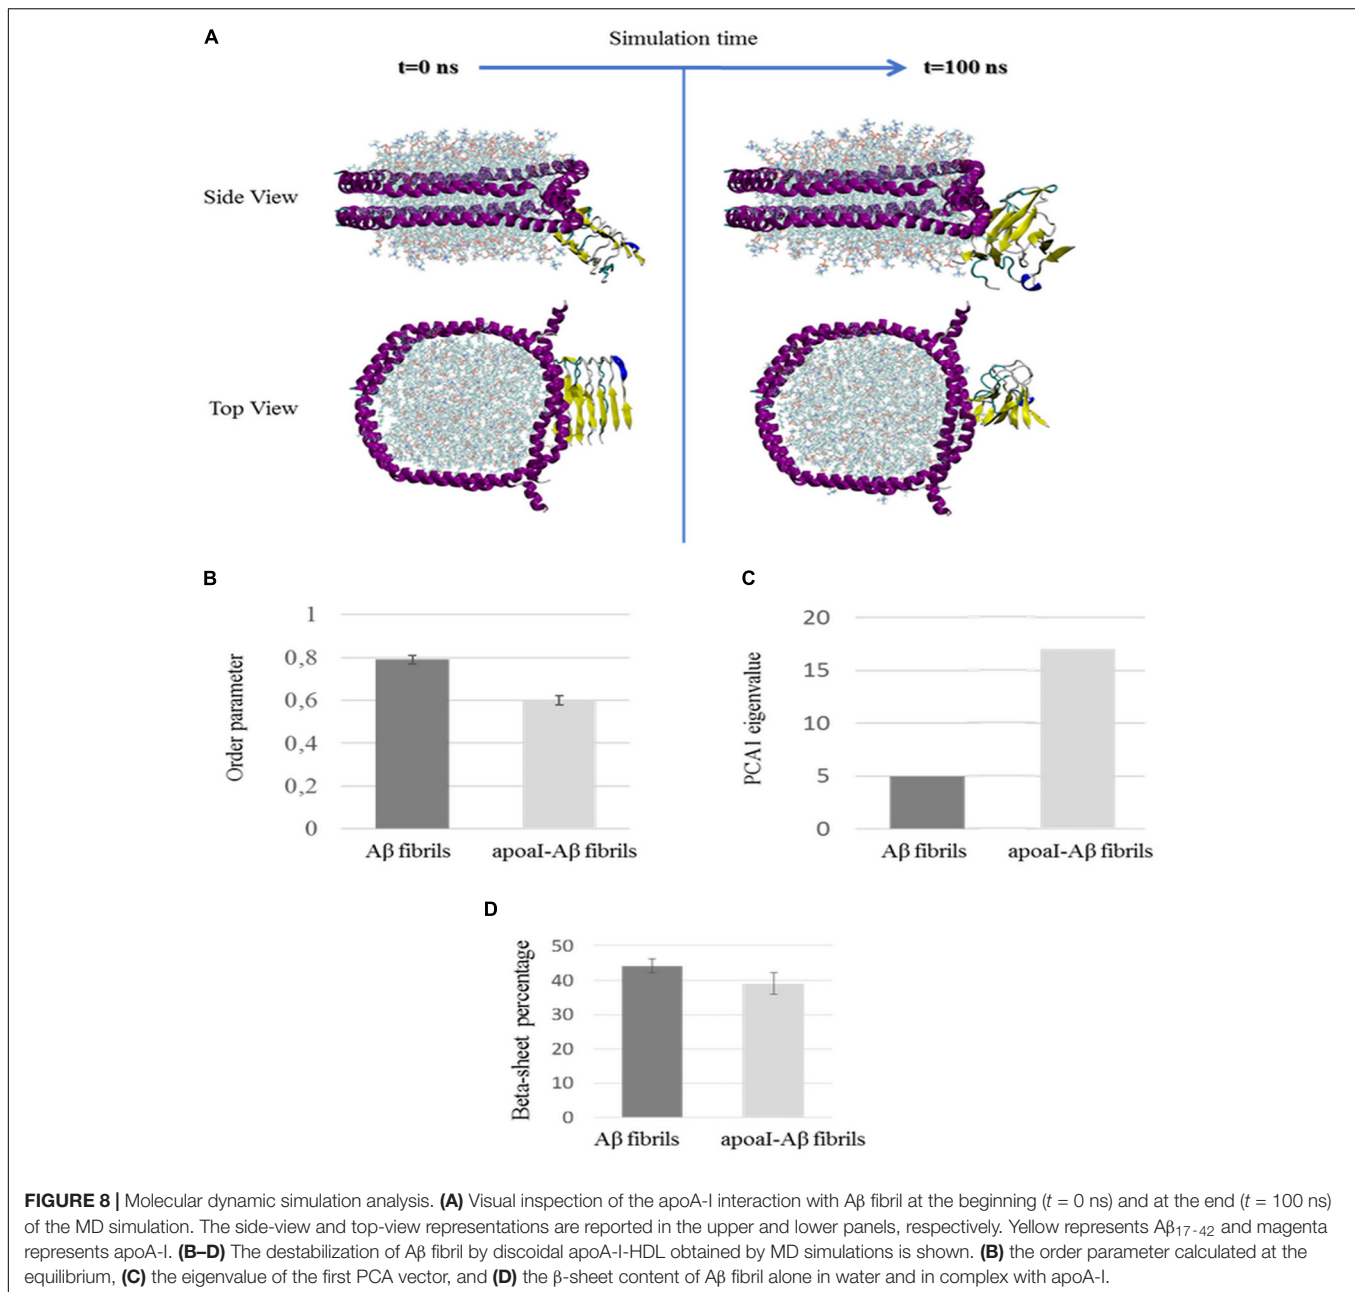 A
Simulation time
t=0 ns
t=100 ns
Side View
Top View
B
Order parameter
1
0,8
0,6
0,4
0,2
0
Aβ fibrils
apoaI-Aβ fibrils
C
PCA1 eigenvalue
20
15
10
5
0
Aβ fibrils
apoaI-Aβ fibrils
D
Beta-sheet percentage
50
40
30
20
10
0
Aβ fibrils
apoaI-Aβ fibrils
FIGURE 8 | Molecular dynamic simulation analysis. (A) Visual inspection of the apoA-I interaction with Aβ fibril at the beginning (t = 0 ns) and at the end (t = 100 ns)
of the MD simulation. The side-view and top-view representations are reported in the upper and lower panels, respectively. Yellow represents Aβ17-42 and magenta
represents apoA-I. (B–D) The destabilization of Aβ fibril by discoidal apoA-I-HDL obtained by MD simulations is shown. (B) the order parameter calculated at the
equilibrium, (C) the eigenvalue of the first PCA vector, and (D) the β-sheet content of Aβ fibril alone in water and in complex with apoA-I.